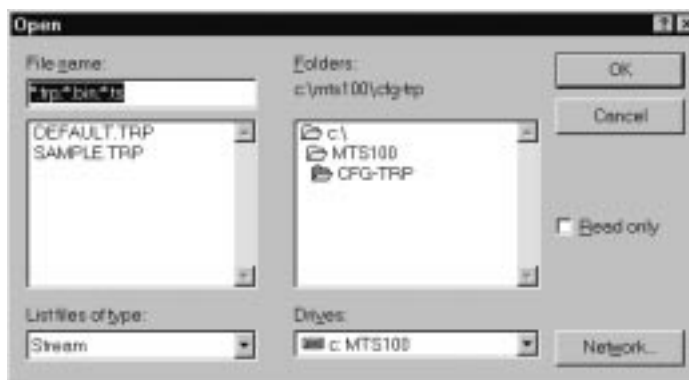 Open
File name:
*.trp;*.bin;*.ts
DEFAULT.TRP
SAMPLE.TRP
List files of type:
Stream
Folders:
c:\mts100\cfg-trp
c:\
MTS100
CFG-TRP
Drives:
c: MTS100
OK
Cancel
Read only
Network...